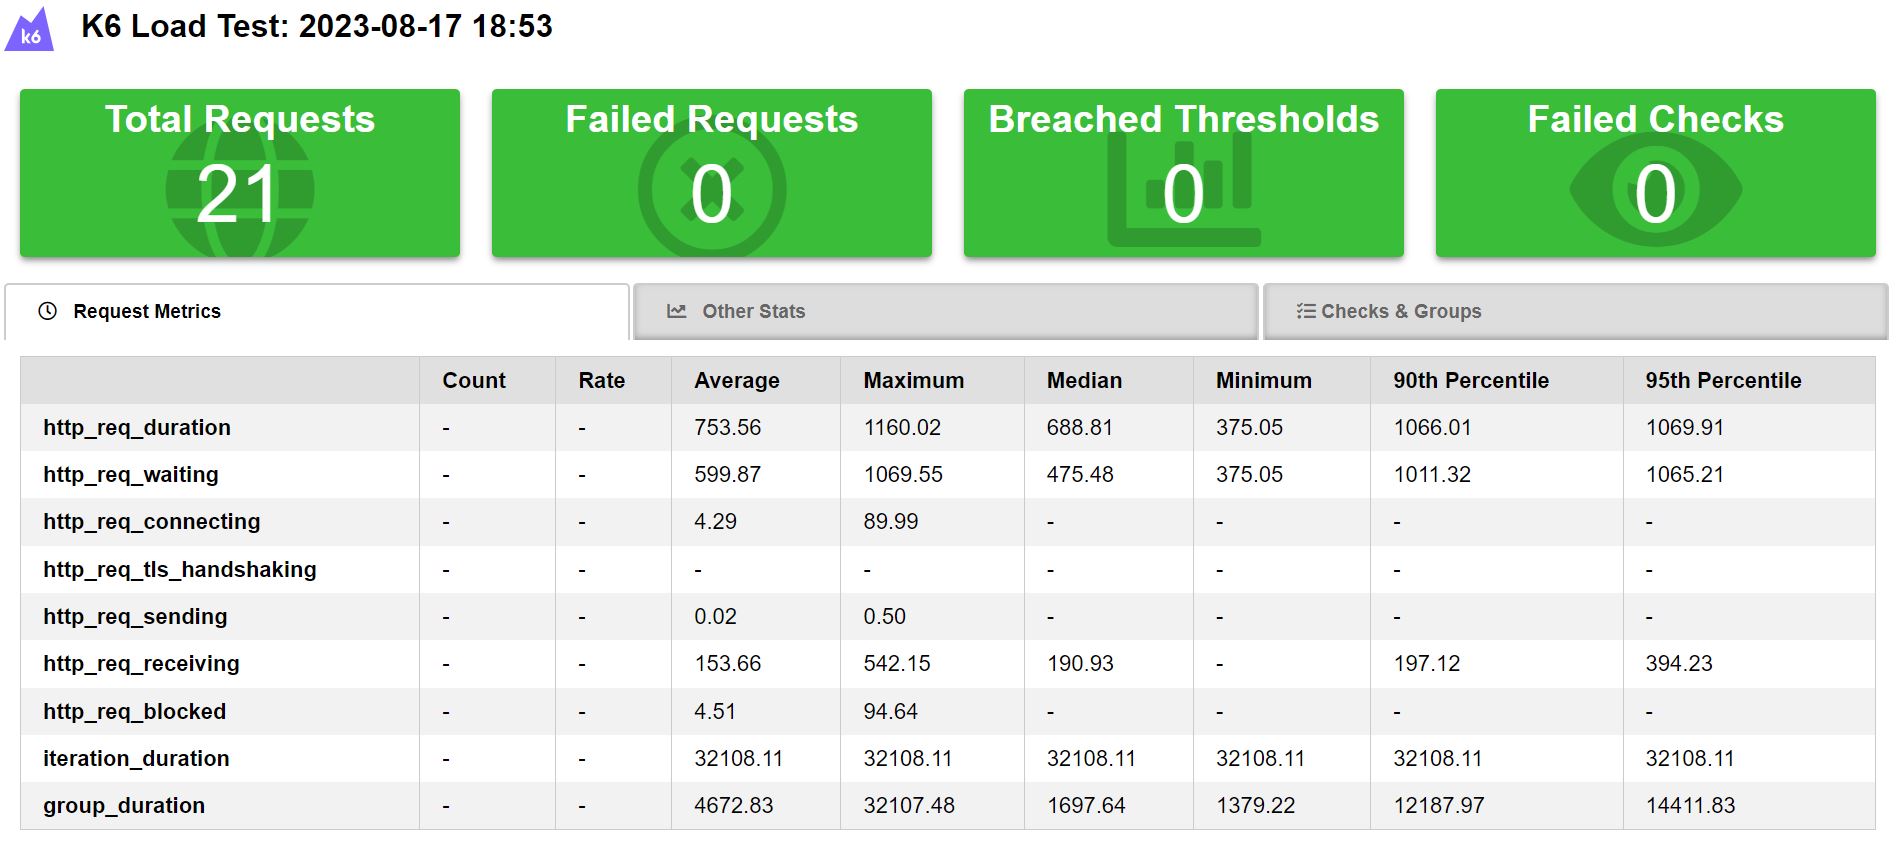 k6
K6 Load Test: 2023-08-17 18:53
Total Requests Failed Requests Breached Thresholds Failed Checks
21 0 0 0
Request Metrics Other Stats Checks & Groups
Count Rate Average Maximum Median Minimum 90th Percentile 95th Percentile
http_req_duration - - 753.56 1160.02 688.81 375.05 1066.01 1069.91
http_req_waiting - - 599.87 1069.55 475.48 375.05 1011.32 1065.21
http_req_connecting - - 4.29 89.99 - - - -
http_req_tls_handshaking - - - - - - - -
http_req_sending - - 0.02 0.50 - - - -
http_req_receiving - - 153.66 542.15 190.93 - 197.12 394.23
http_req_blocked - - 4.51 94.64 - - - -
iteration_duration - - 32108.11 32108.11 32108.11 32108.11 32108.11 32108.11
group_duration - - 4672.83 32107.48 1697.64 1379.22 12187.97 14411.83